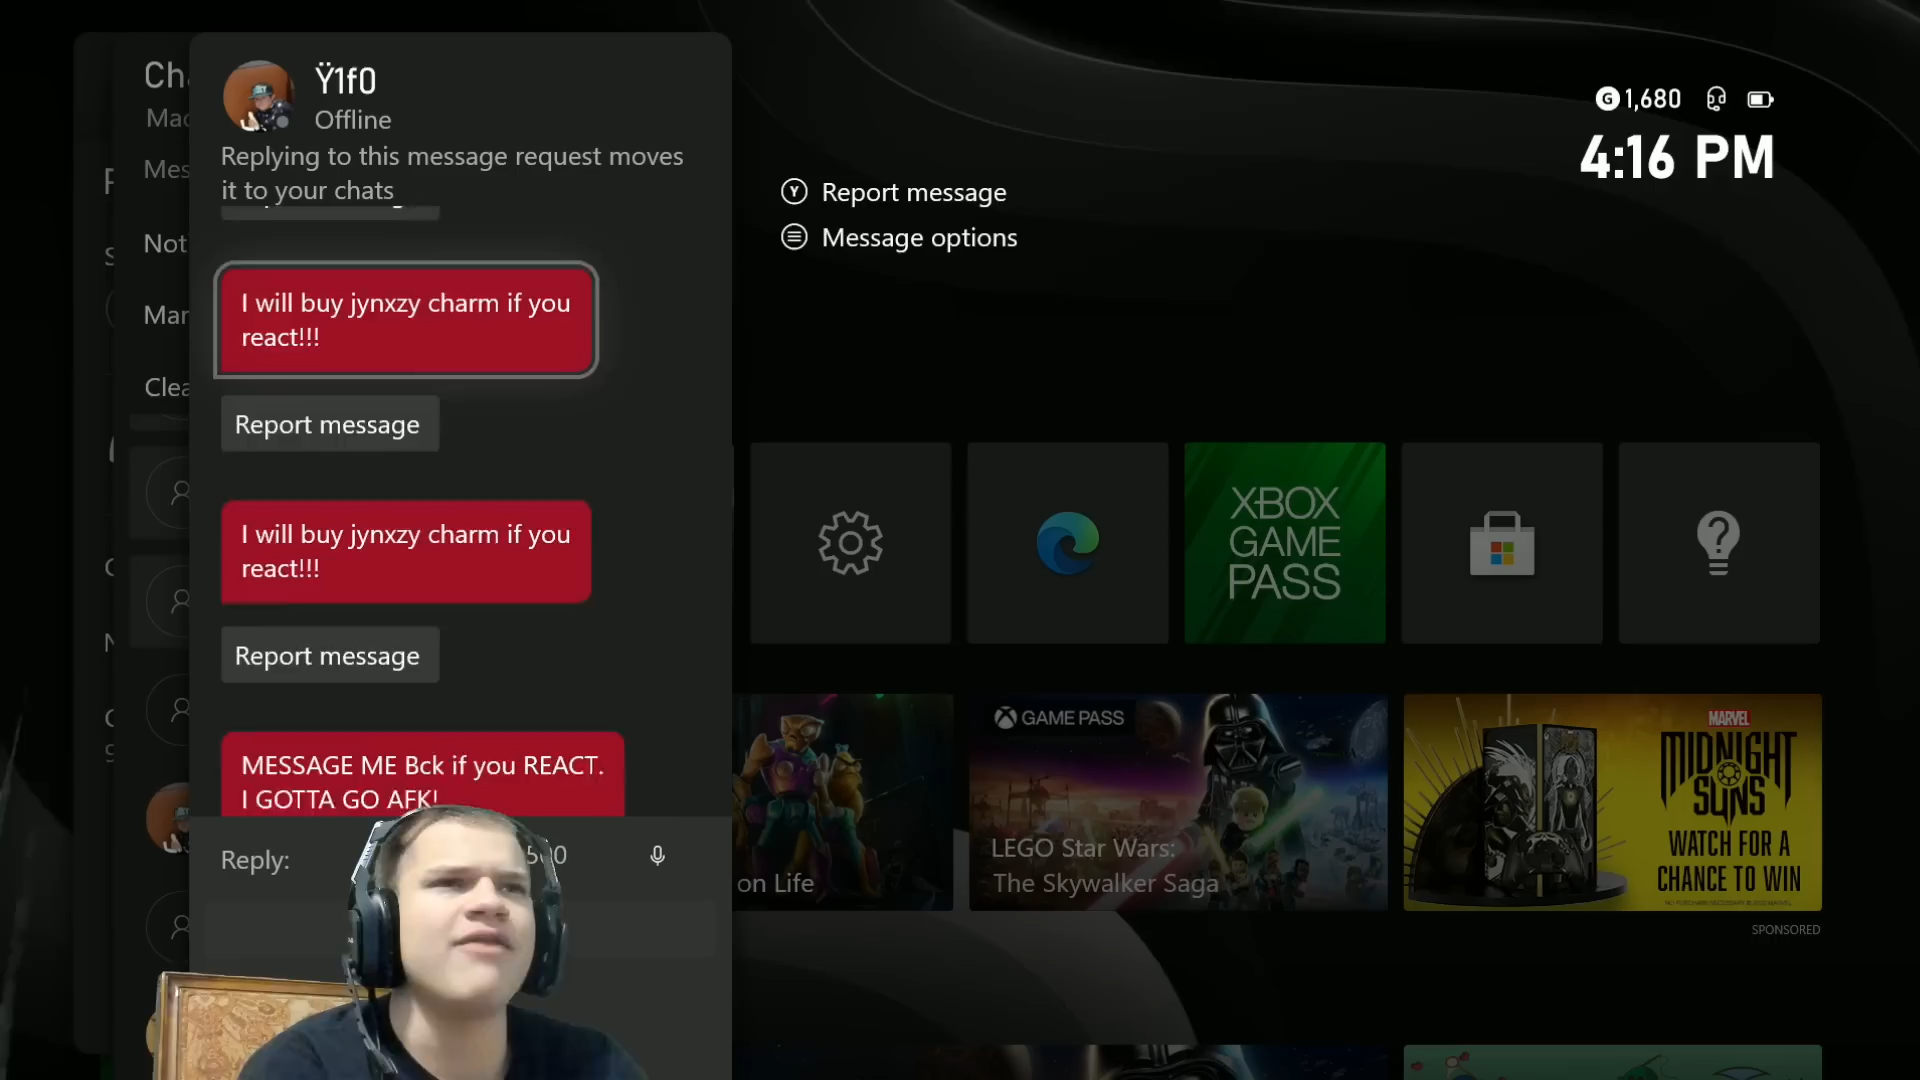 Ÿ1f0
Offline
Replying to this message request moves
it to your chats
I will buy jynxzy charm if you
react!!!
Report message
I will buy jynxzy charm if you
react!!!
Report message
MESSAGE ME Bck if you REACT.
I GOTTA GO AFK!
Reply:
Cha
Mes
Not
Mar
Clea
G 1,680
4:16 PM
Y Report message
Message options
XBOX
GAME
PASS
on Life
GAME PASS
LEGO Star Wars:
The Skywalker Saga
MARVEL
MIDNIGHT
SUNS
WATCH FOR A
CHANCE TO WIN
SPONSORED